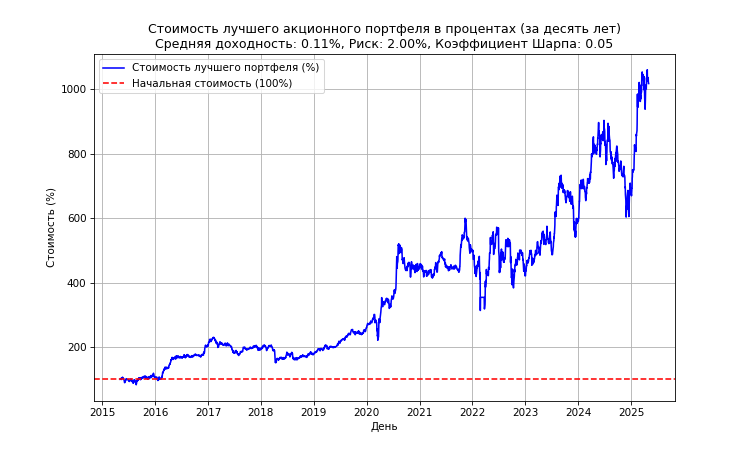 Стоимость лучшего акционного портфеля в процентах (за десять лет)
Средняя доходность: 0.11%, Риск: 2.00%, Коэффициент Шарпа: 0.05
Стоимость лучшего портфеля (%)
Начальная стоимость (100%)
Стоимость (%)
1000
800
600
400
200
2015 2016 2017 2018 2019 2020 2021 2022 2023 2024 2025
День